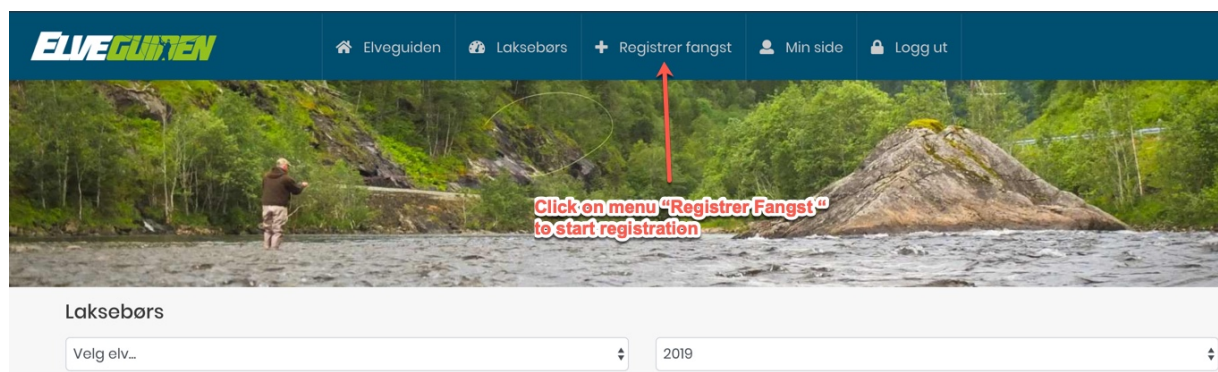 ELVEGUIDEN
Elveguiden Laksebørs Registrer fangst Min side Logg ut
Click on menu "Registrer Fangst "
to start registration
Laksebørs
Velg elv... 2019